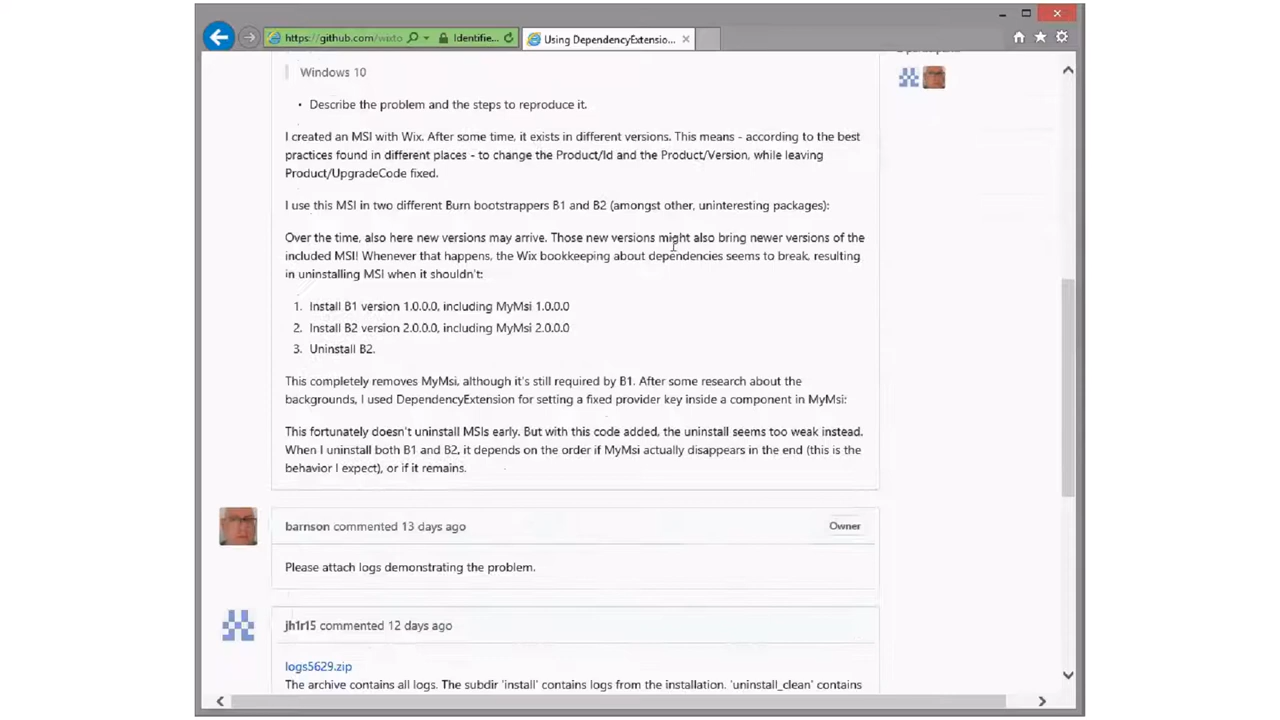 https://github.com/wixto
Identifie...
Using DependencyExtensio...
Windows 10
• Describe the problem and the steps to reproduce it.
I created an MSI with Wix. After some time, it exists in different versions. This means - according to the best
practices found in different places - to change the Product/Id and the Product/Version, while leaving
Product/UpgradeCode fixed.
I use this MSI in two different Burn bootstrappers B1 and B2 (amongst other, uninteresting packages):
Over the time, also here new versions may arrive. Those new versions might also bring newer versions of the
included MSI! Whenever that happens, the Wix bookkeeping about dependencies seems to break, resulting
in uninstalling MSI when it shouldn't:
1. Install B1 version 1.0.0.0, including MyMsi 1.0.0.0
2. Install B2 version 2.0.0.0, including MyMsi 2.0.0.0
3. Uninstall B2.
This completely removes MyMsi, although it's still required by B1. After some research about the
backgrounds, I used DependencyExtension for setting a fixed provider key inside a component in MyMsi:
This fortunately doesn't uninstall MSIs early. But with this code added, the uninstall seems too weak instead.
When I uninstall both B1 and B2, it depends on the order if MyMsi actually disappears in the end (this is the
behavior I expect), or if it remains.
barnson commented 13 days ago
Owner
Please attach logs demonstrating the problem.
jh1r15 commented 12 days ago
logs5629.zip
The archive contains all logs. The subdir 'install' contains logs from the installation. 'uninstall_clean' contains